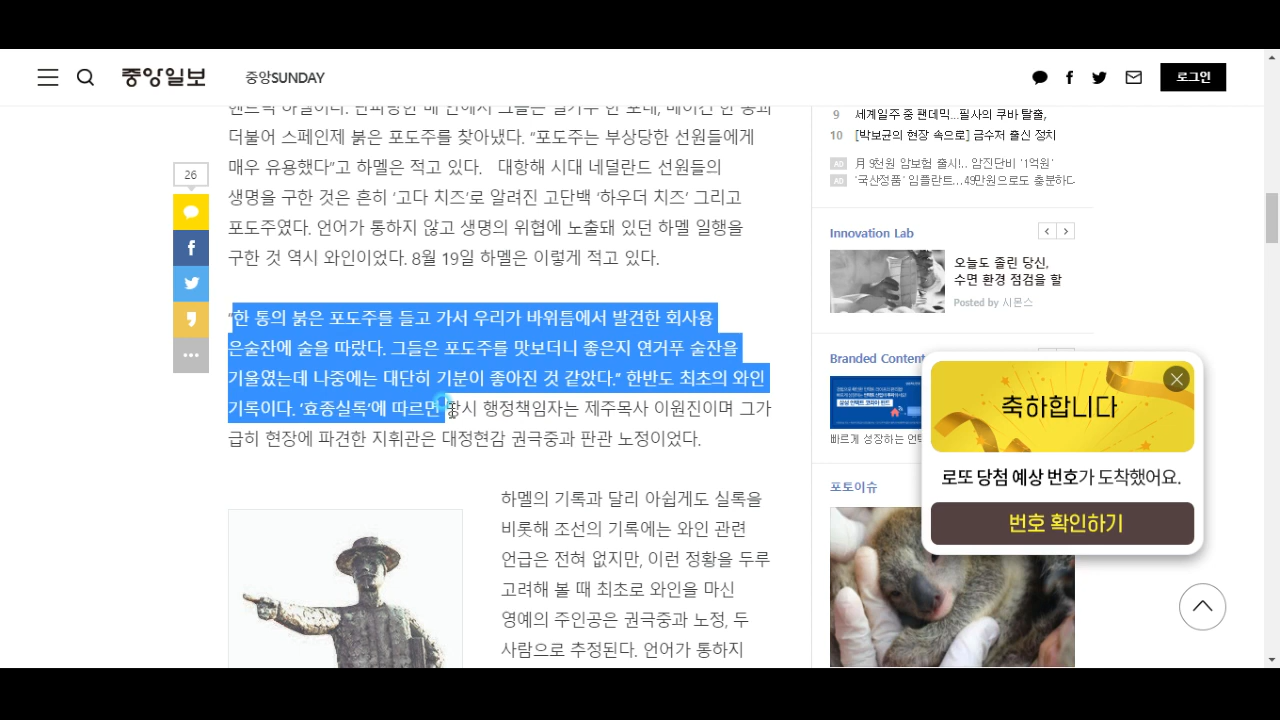 중앙일보
중앙SUNDAY
로그인
더불어 스페인제 붉은 포도주를 찾아냈다. “포도주는 부상당한 선원들에게
매우 유용했다”고 하멜은 적고 있다. 대항해 시대 네덜란드 선원들의
생명을 구한 것은 흔히 ‘고다 치즈’로 알려진 고단백 ‘하우더 치즈’ 그리고
포도주였다. 언어가 통하지 않고 생명의 위협에 노출돼 있던 하멜 일행을
구한 것 역시 와인이었다. 8월 19일 하멜은 이렇게 적고 있다.
26
“한 통의 붉은 포도주를 들고 가서 우리가 바위틈에서 발견한 회사용
은술잔에 술을 따랐다. 그들은 포도주를 맛보더니 좋은지 연거푸 술잔을
기울였는데 나중에는 대단히 기분이 좋아진 것 같았다.” 한반도 최초의 와인
기록이다. ‘효종실록’에 따르면 당시 행정책임자는 제주목사 이원진이며 그가
급히 현장에 파견한 지휘관은 대정현감 권극중과 판관 노정이었다.
하멜의 기록과 달리 아쉽게도 실록을
비롯해 조선의 기록에는 와인 관련
언급은 전혀 없지만, 이런 정황을 두루
고려해 볼 때 최초로 와인을 마신
영예의 주인공은 권극중과 노정, 두
사람으로 추정된다. 언어가 통하지
9 세계일주 중 팬데믹…필사의 쿠바 탈출,
10 [박보균의 현장 속으로] 금수저 출신 정치
AD 月 9천원 암보험 출시!.. 암진단비 '1억원'
AD '국산정품' 임플란트…49만원으로도 충분하다
Innovation Lab
오늘도 졸린 당신,
수면 환경 점검을 할
Posted by 시몬스
Branded Content
빠르게 성장하는 언택
포토이슈
축하합니다
로또 당첨 예상 번호가 도착했어요.
번호 확인하기